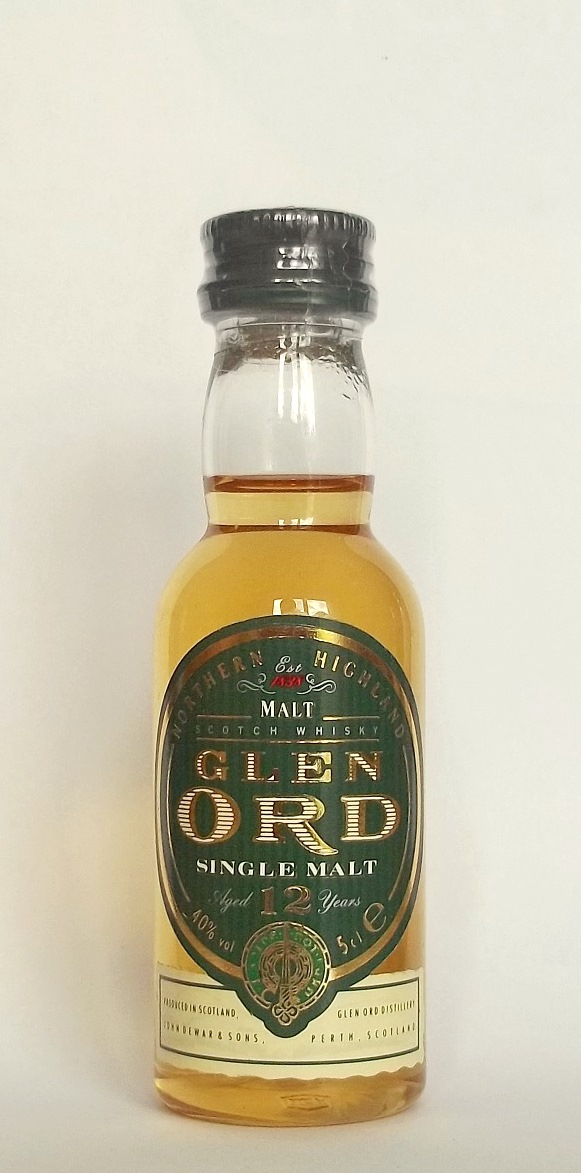 NORTHERN HIGHLAND
Est
1838
MALT
SCOTCH WHISKY
GLEN
ORD
SINGLE MALT
Aged 12 Years
40% vol 5cl e
PRODUCED IN SCOTLAND, GLEN ORD DISTILLERY
JOHN DEWAR & SONS, PERTH, SCOTLAND